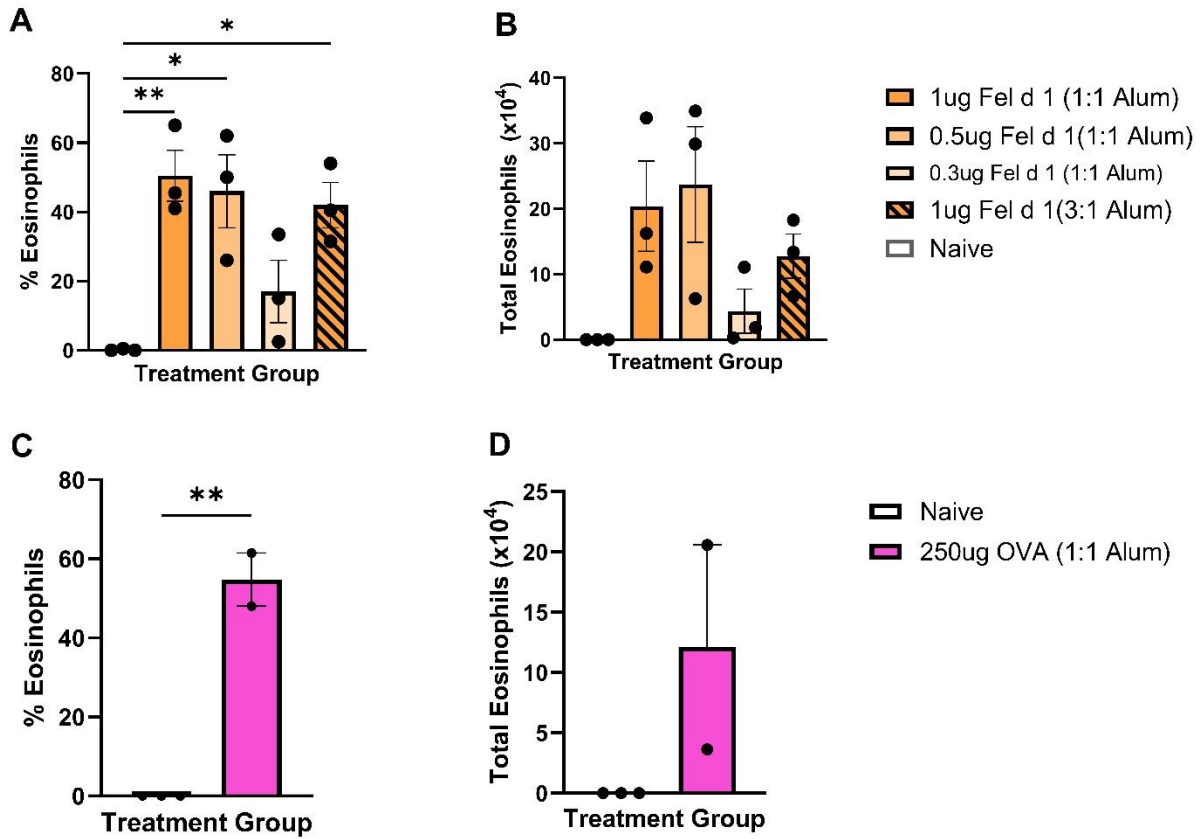 A
*
*
**
80
60
40
20
0
% Eosinophils
Treatment Group
B
40
30
20
10
0
Total Eosinophils (x10⁴)
Treatment Group
1ug Fel d 1 (1:1 Alum)
0.5ug Fel d 1(1:1 Alum)
0.3ug Fel d 1 (1:1 Alum)
1ug Fel d 1(3:1 Alum)
Naive
C
**
80
60
40
20
0
% Eosinophils
Treatment Group
D
25
20
15
10
5
0
Total Eosinophils (x10⁴)
Treatment Group
Naive
250ug OVA (1:1 Alum)